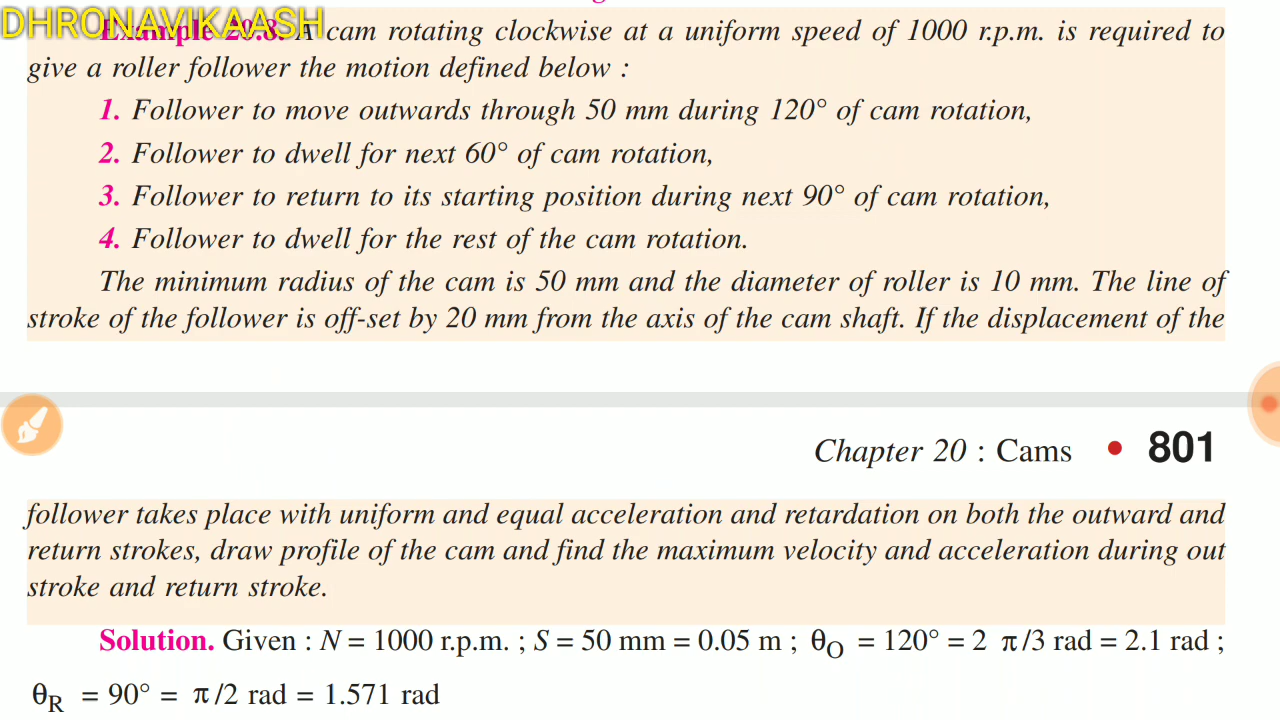 DHRONAVIKAASH
Example 20.8. A cam rotating clockwise at a uniform speed of 1000 r.p.m. is required to
give a roller follower the motion defined below :
1. Follower to move outwards through 50 mm during 120° of cam rotation,
2. Follower to dwell for next 60° of cam rotation,
3. Follower to return to its starting position during next 90° of cam rotation,
4. Follower to dwell for the rest of the cam rotation.
The minimum radius of the cam is 50 mm and the diameter of roller is 10 mm. The line of
stroke of the follower is off-set by 20 mm from the axis of the cam shaft. If the displacement of the
Chapter 20 : Cams • 801
follower takes place with uniform and equal acceleration and retardation on both the outward and
return strokes, draw profile of the cam and find the maximum velocity and acceleration during out
stroke and return stroke.
Solution. Given : N = 1000 r.p.m. ; S = 50 mm = 0.05 m ; θO = 120° = 2 π/3 rad = 2.1 rad ;
θR = 90° = π/2 rad = 1.571 rad